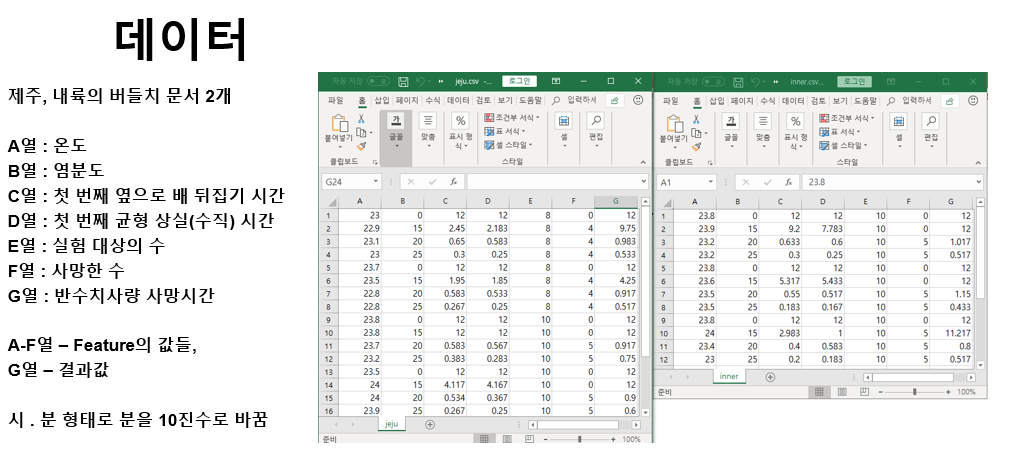 데이터
제주, 내륙의 버들치 문서 2개
A열 : 온도
B열 : 염분도
C열 : 첫 번째 옆으로 배 뒤집기 시간
D열 : 첫 번째 균형 상실(수직) 시간
E열 : 실험 대상의 수
F열 : 사망한 수
G열 : 반수치사량 사망시간
A-F열 – Feature의 값들,
G열 – 결과값
시 . 분 형태로 분을 10진수로 바꿈
자동 저장 jeju.csv -... 로그인
파일 홈 삽입 페이지 수식 데이터 검토 보기 도움말 입력하세
붙여넣기 가 글꼴 맞춤 % 표시 형식 조건부 서식 표 서식 셀 스타일 셀 편집
클립보드 스타일
G24 fx
A B C D E F G
1 23 0 12 12 8 0 12
2 22.9 15 2.45 2.183 8 4 9.75
3 23.1 20 0.65 0.583 8 4 0.983
4 23 25 0.3 0.25 8 4 0.533
5 23.7 0 12 12 8 0 12
6 23.5 15 1.95 1.85 8 4 4.25
7 22.8 20 0.583 0.533 8 4 0.917
8 22.8 25 0.267 0.25 8 4 0.517
9 23.8 0 12 12 10 0 12
10 23.8 15 12 12 10 0 12
11 23.7 20 0.583 0.567 10 5 0.917
12 23.2 25 0.383 0.283 10 5 0.75
13 23.5 0 12 12 10 0 12
14 24 15 4.117 4.167 10 5 12
15 24 20 0.534 0.367 10 5 0.9
16 23.9 25 0.267 0.25 10 5 0.6
jeju
준비 100%
자동 저장 inner.csv... 로그인
파일 홈 삽입 페이지 수식 데이터 검토 보기 도움말 입력하세
붙여넣기 가 글꼴 맞춤 % 표시 형식 조건부 서식 표 서식 셀 스타일 셀 편집
클립보드 스타일
A1 fx 23.8
A B C D E F G
1 23.8 0 12 12 10 0 12
2 23.9 15 9.2 7.783 10 5 12
3 23.2 20 0.633 0.6 10 5 1.017
4 23.2 25 0.3 0.25 10 5 0.517
5 23.8 0 12 12 10 0 12
6 23.6 15 5.317 5.433 10 5 12
7 23.5 20 0.55 0.517 10 5 1.15
8 23.5 25 0.183 0.167 10 5 0.433
9 23.8 0 12 12 10 0 12
10 24 15 2.983 1 10 5 11.217
11 23.4 20 0.4 0.583 10 5 0.8
12 23 25 0.2 0.183 10 5 0.517
inner
준비 100%